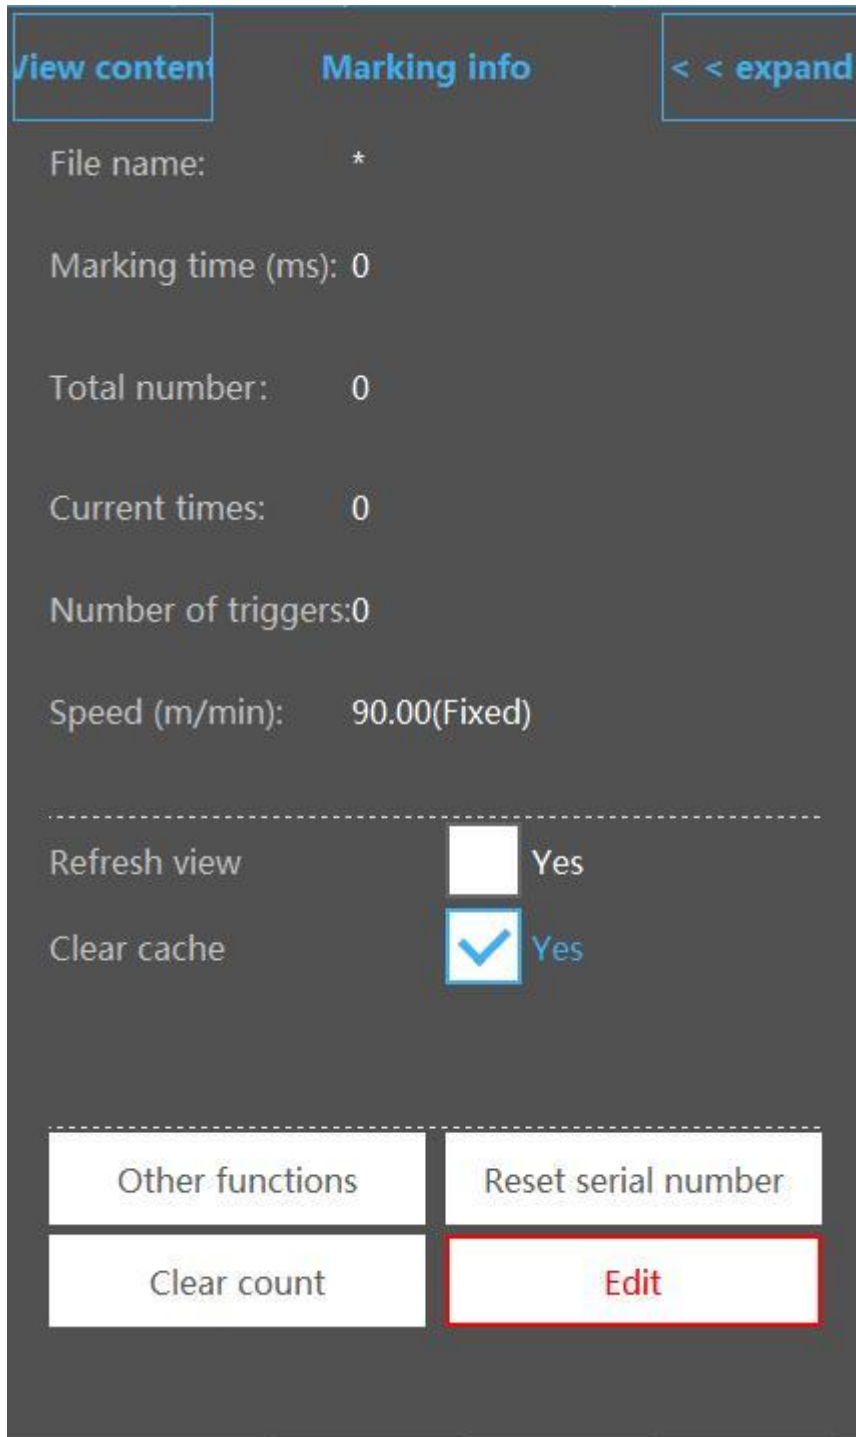 View content Marking info < < expand
File name: *
Marking time (ms): 0
Total number: 0
Current times: 0
Number of triggers:0
Speed (m/min): 90.00(Fixed)
Refresh view Yes
Clear cache Yes
Other functions Reset serial number
Clear count Edit